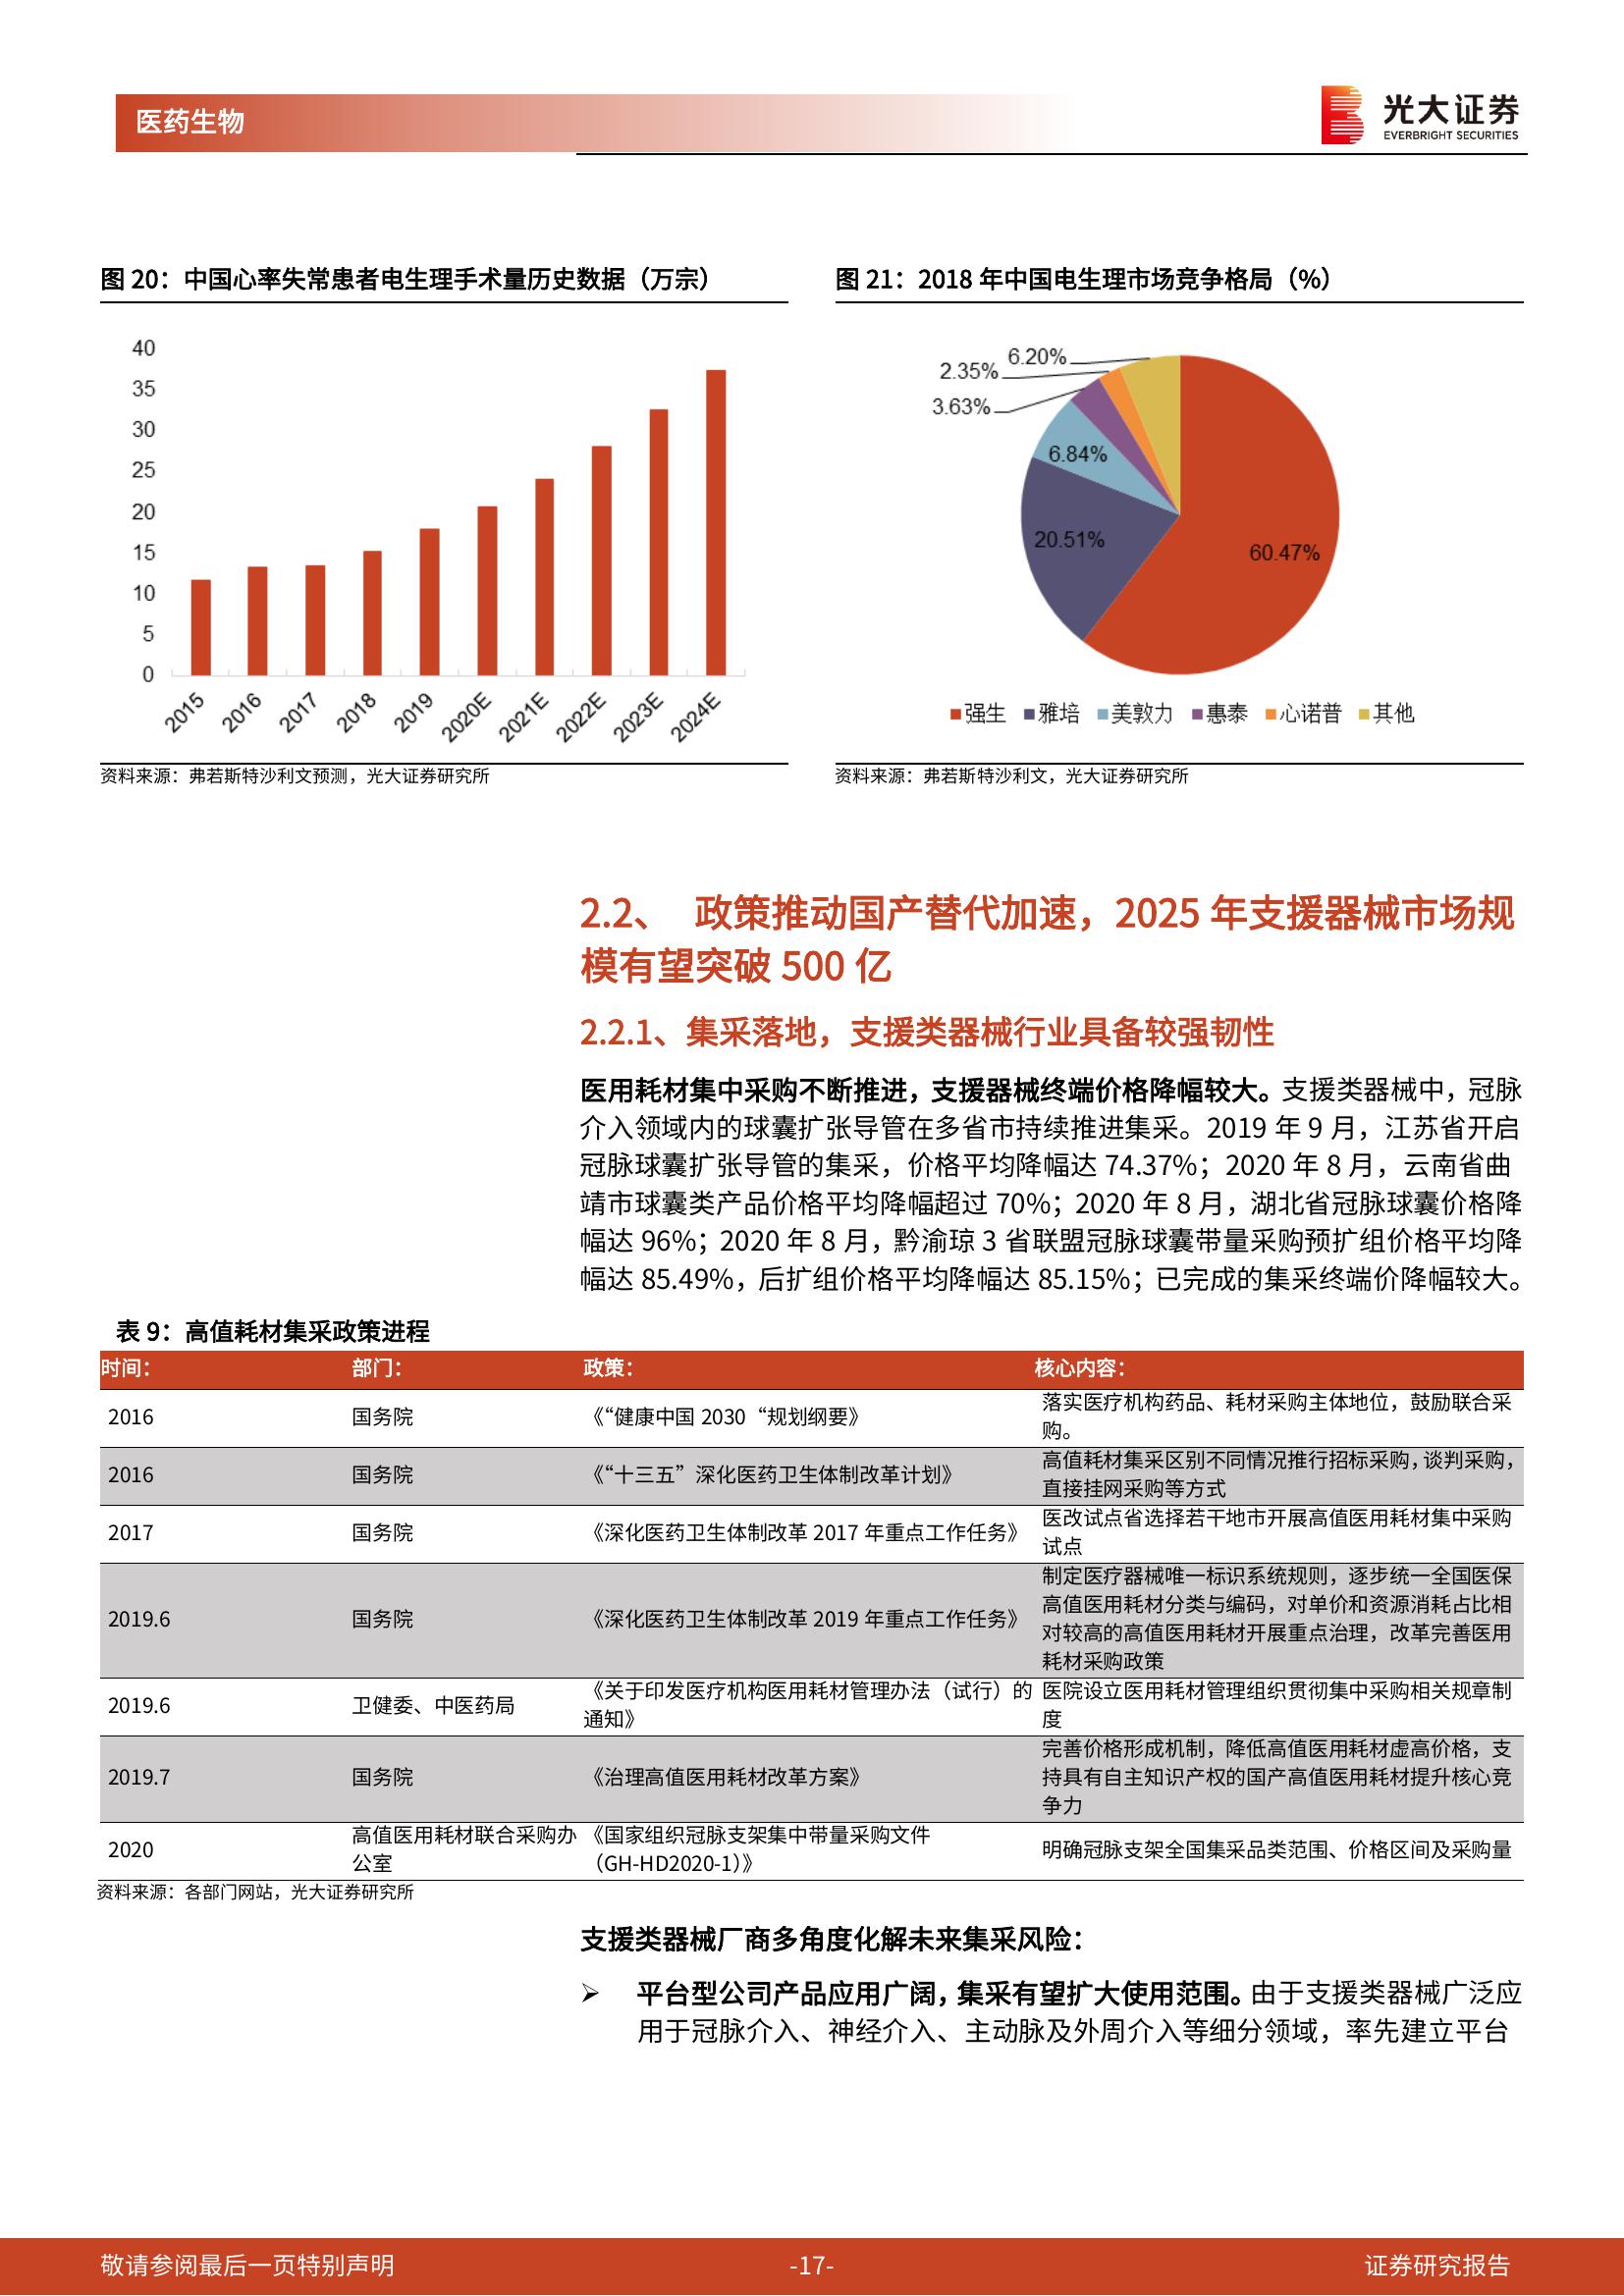 医药生物
光大证券
EVERBRIGHT SECURITIES
图 20：中国心率失常患者电生理手术量历史数据（万宗）
40
35
30
25
20
15
10
5
0
2015
2016
2017
2018
2019
2020E
2021E
2022E
2023E
2024E
资料来源：弗若斯特沙利文预测，光大证券研究所
图 21：2018 年中国电生理市场竞争格局（%）
6.20%
2.35%
3.63%
6.84%
20.51%
60.47%
强生 雅培 美敦力 惠泰 心诺普 其他
资料来源：弗若斯特沙利文，光大证券研究所
2.2、 政策推动国产替代加速，2025 年支援器械市场规
模有望突破 500 亿
2.2.1、集采落地，支援类器械行业具备较强韧性
医用耗材集中采购不断推进，支援器械终端价格降幅较大。支援类器械中，冠脉
介入领域内的球囊扩张导管在多省市持续推进集采。2019 年 9 月，江苏省开启
冠脉球囊扩张导管的集采，价格平均降幅达 74.37%；2020 年 8 月，云南省曲
靖市球囊类产品价格平均降幅超过 70%；2020 年 8 月，湖北省冠脉球囊价格降
幅达 96%；2020 年 8 月，黔渝琼 3 省联盟冠脉球囊带量采购预扩组价格平均降
幅达 85.49%，后扩组价格平均降幅达 85.15%；已完成的集采终端价降幅较大。
表 9：高值耗材集采政策进程
时间： 部门： 政策： 核心内容：
2016 国务院 《“健康中国 2030“规划纲要》 落实医疗机构药品、耗材采购主体地位，鼓励联合采
购。
2016 国务院 《“十三五”深化医药卫生体制改革计划》 高值耗材集采区别不同情况推行招标采购，谈判采购，
直接挂网采购等方式
2017 国务院 《深化医药卫生体制改革 2017 年重点工作任务》 医改试点省选择若干地市开展高值医用耗材集中采购
试点
2019.6 国务院 《深化医药卫生体制改革 2019 年重点工作任务》 制定医疗器械唯一标识系统规则，逐步统一全国医保
高值医用耗材分类与编码，对单价和资源消耗占比相
对较高的高值医用耗材开展重点治理，改革完善医用
耗材采购政策
2019.6 卫健委、中医药局 《关于印发医疗机构医用耗材管理办法（试行）的 医院设立医用耗材管理组织贯彻集中采购相关规章制
通知》 度
2019.7 国务院 《治理高值医用耗材改革方案》 完善价格形成机制，降低高值医用耗材虚高价格，支
持具有自主知识产权的国产高值医用耗材提升核心竞
争力
2020 高值医用耗材联合采购办 《国家组织冠脉支架集中带量采购文件 明确冠脉支架全国集采品类范围、价格区间及采购量
公室 （GH-HD2020-1）》
资料来源：各部门网站，光大证券研究所
支援类器械厂商多角度化解未来集采风险：
➢ 平台型公司产品应用广阔，集采有望扩大使用范围。由于支援类器械广泛应
用于冠脉介入、神经介入、主动脉及外周介入等细分领域，率先建立平台
敬请参阅最后一页特别声明 -17- 证券研究报告